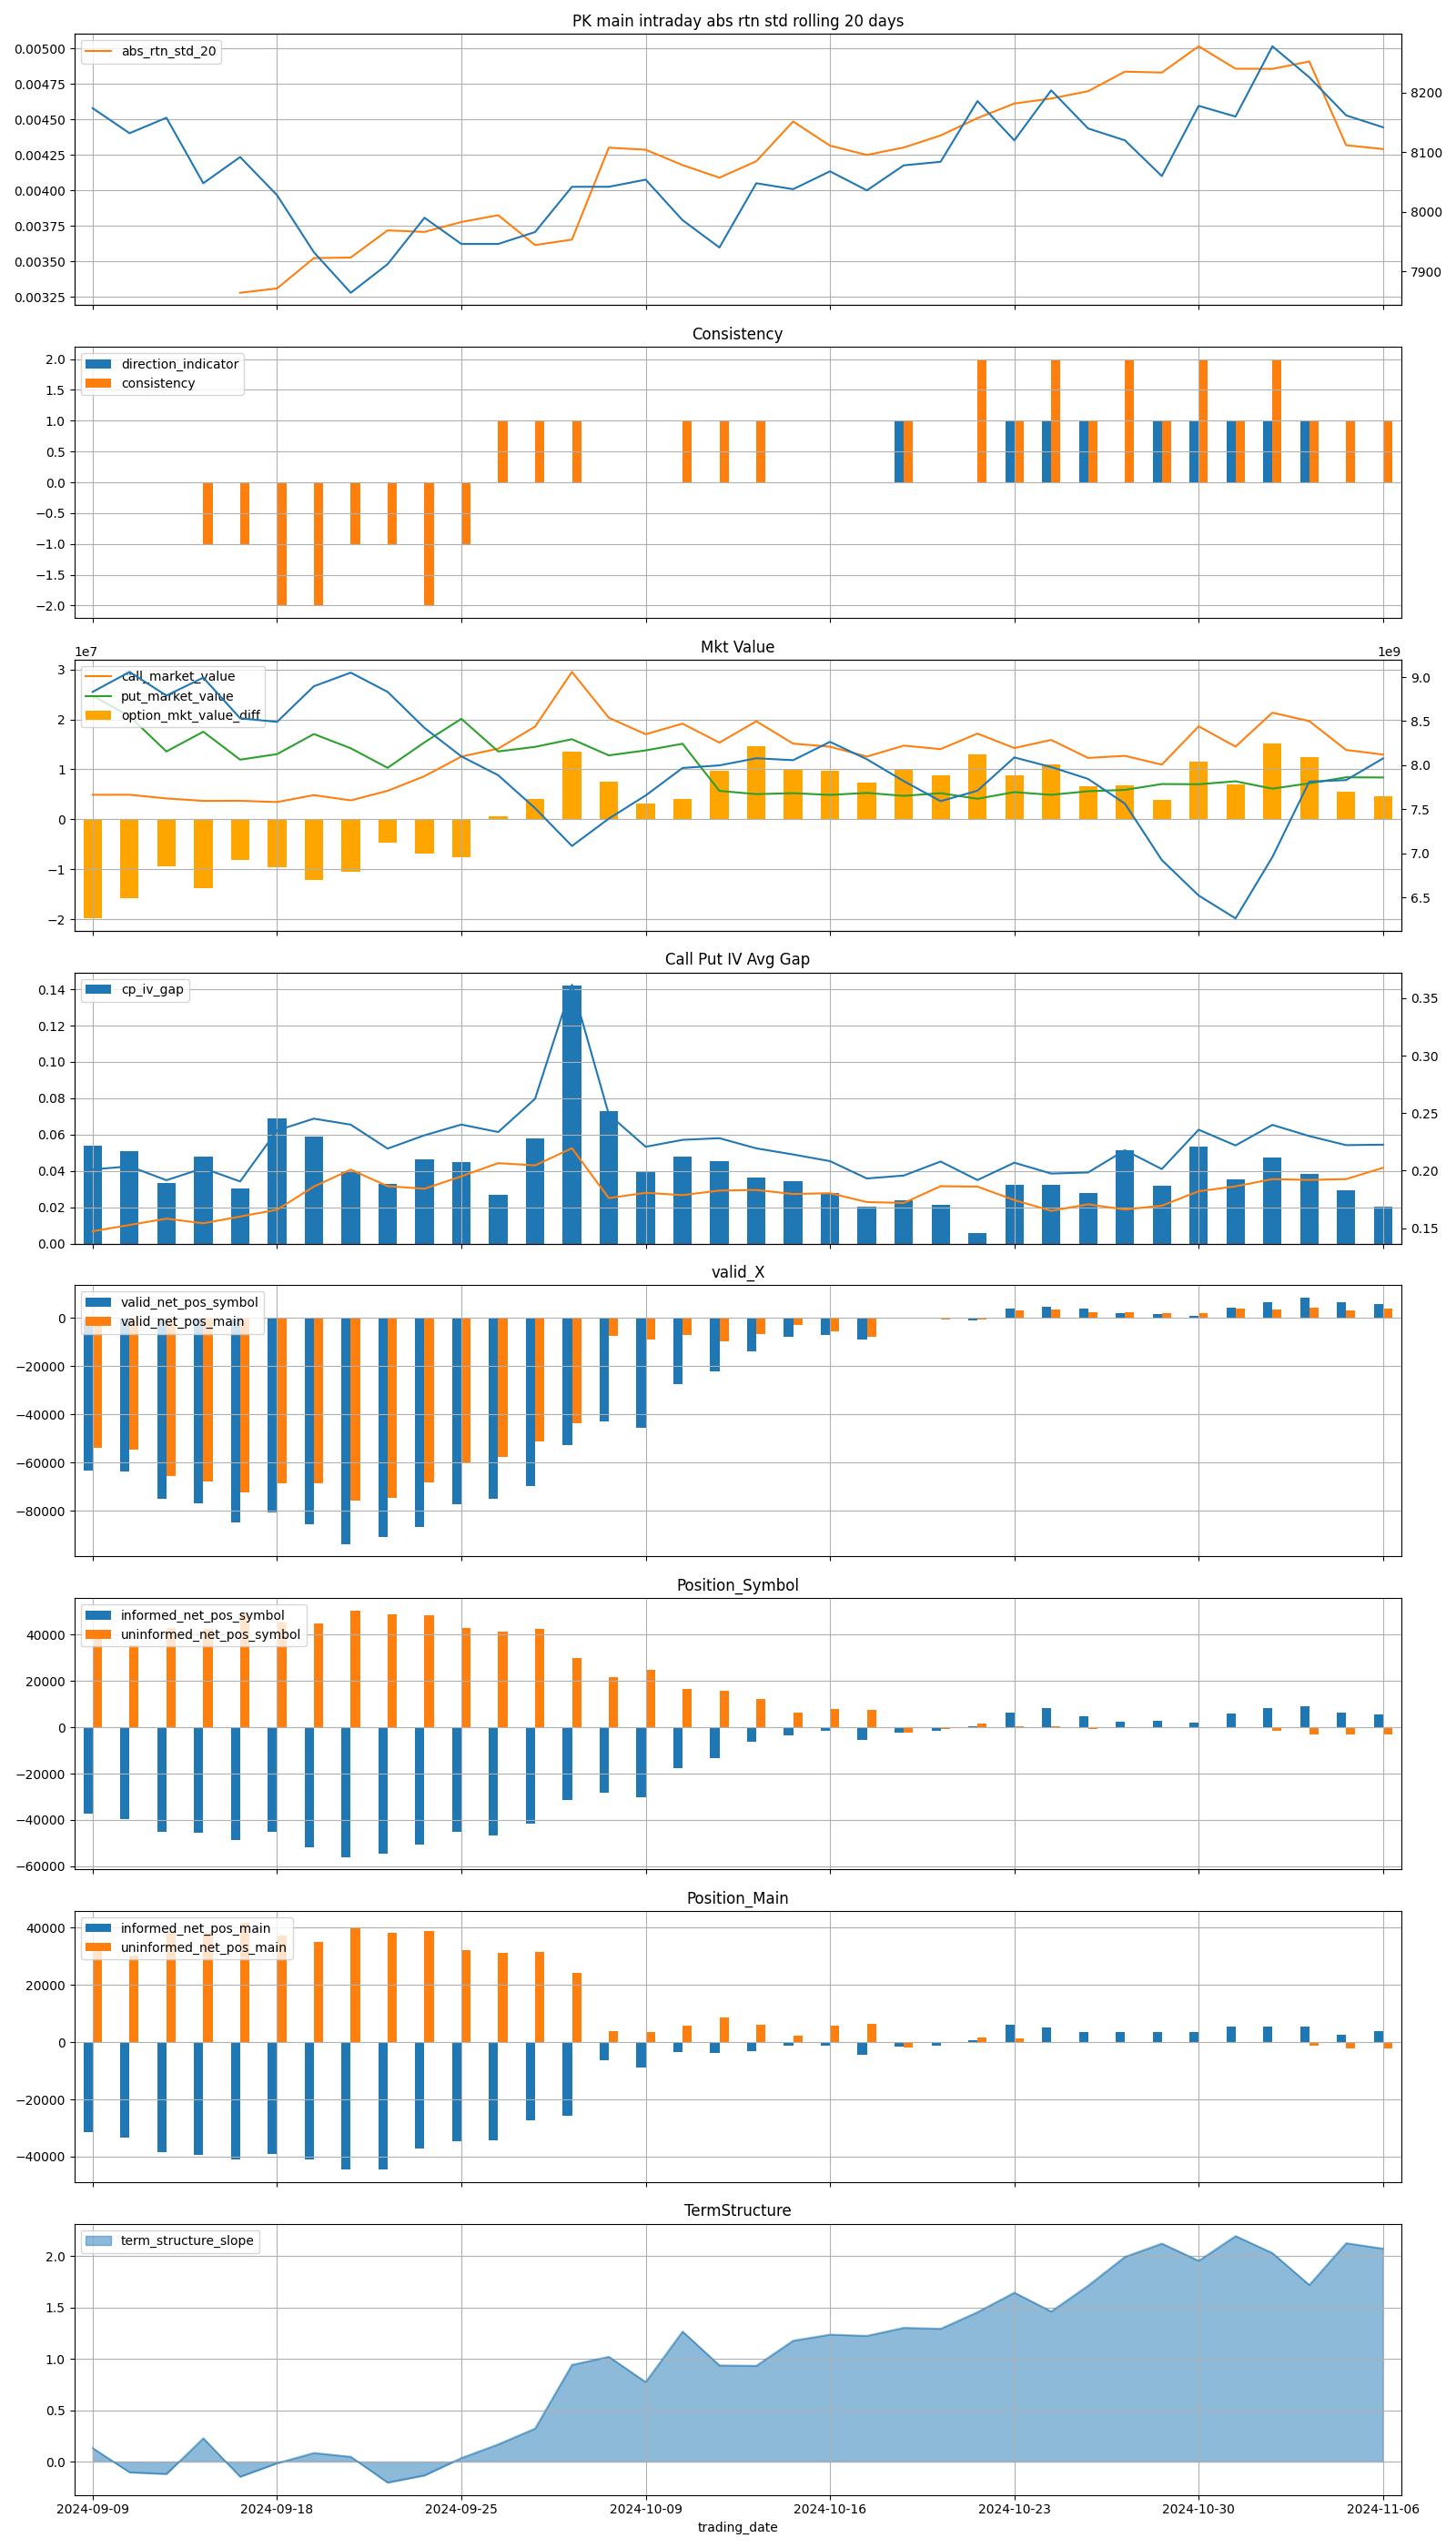 PK main intraday abs rtn std rolling 20 days
abs_rtn_std_20
0.00500
0.00475
0.00450
0.00425
0.00400
0.00375
0.00350
0.00325
8200
8100
8000
7900
Consistency
direction_indicator
consistency
2.0
1.5
1.0
0.5
0.0
−0.5
−1.0
−1.5
−2.0
Mkt Value
1e7
1e9
call_market_value
put_market_value
option_mkt_value_diff
3
2
1
0
−1
−2
9.0
8.5
8.0
7.5
7.0
6.5
Call Put IV Avg Gap
cp_iv_gap
0.14
0.12
0.10
0.08
0.06
0.04
0.02
0.00
0.35
0.30
0.25
0.20
0.15
valid_X
valid_net_pos_symbol
valid_net_pos_main
0
−20000
−40000
−60000
−80000
Position_Symbol
informed_net_pos_symbol
uninformed_net_pos_symbol
40000
20000
0
−20000
−40000
−60000
Position_Main
informed_net_pos_main
uninformed_net_pos_main
40000
20000
0
−20000
−40000
TermStructure
term_structure_slope
2.0
1.5
1.0
0.5
0.0
2024-09-09 2024-09-18 2024-09-25 2024-10-09 2024-10-16 2024-10-23 2024-10-30 2024-11-06
trading_date